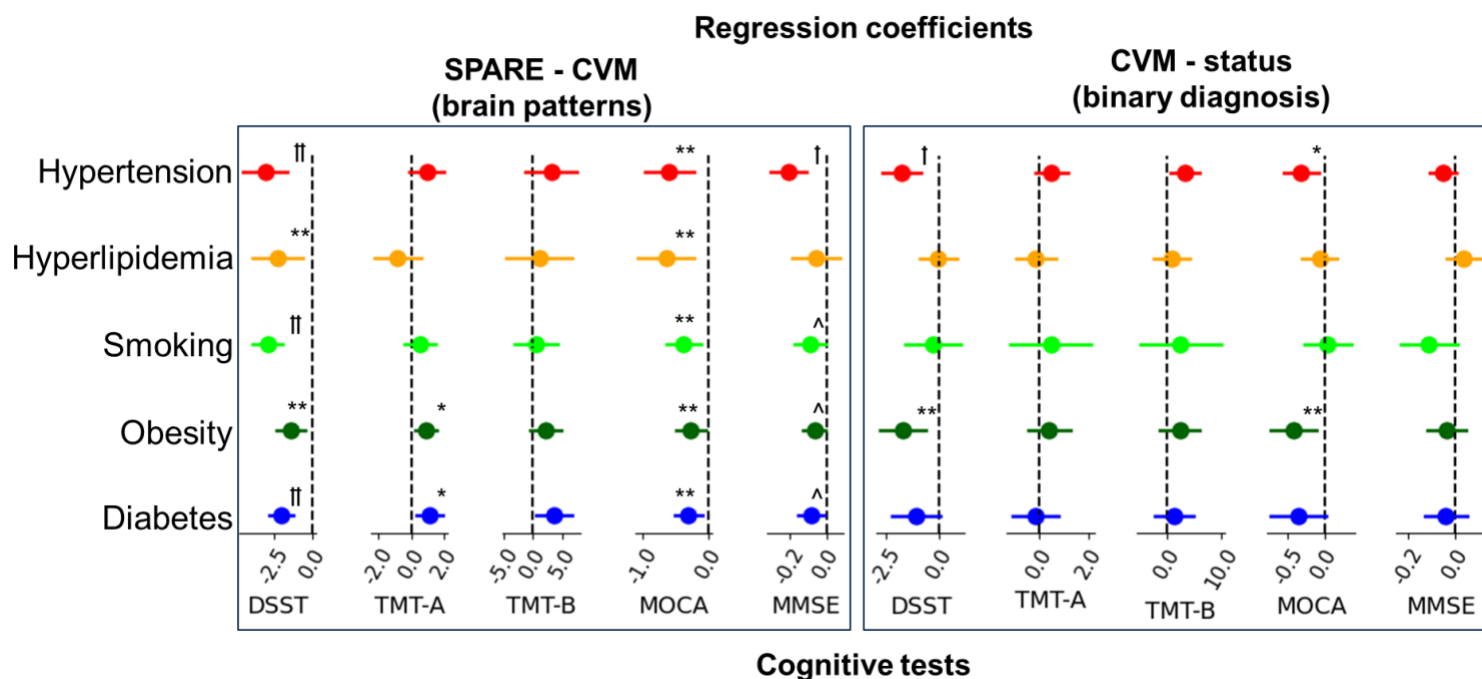 Regression coefficients
SPARE - CVM
(brain patterns)
CVM - status
(binary diagnosis)
Hypertension †† ** † † *
Hyperlipidemia ** **
Smoking †† ** ^
Obesity ** * ** ^ ** **
Diabetes †† * ** ^
-2.5 0.0 -2.0 0.0 2.0 -5.0 0.0 5.0 -1.0 0.0 -0.2 0.0 -2.5 0.0 0.0 2.0 0.0 10.0 -0.5 0.0 -0.2 0.0
DSST TMT-A TMT-B MOCA MMSE DSST TMT-A TMT-B MOCA MMSE
Cognitive tests